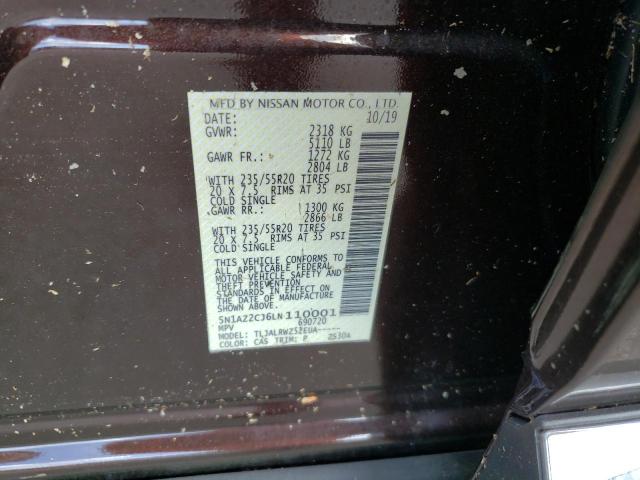 MFD BY NISSAN MOTOR CO., LTD.
DATE: 10/19
GVWR: 2318 KG
5110 LB
GAWR FR.: 1272 KG
2804 LB
WITH 235/55R20 TIRES
20 x 7.5 RIMS AT 35 PSI
COLD SINGLE
GAWR RR.: 1300 KG
2866 LB
WITH 235/55R20 TIRES
20 x 7.5 RIMS AT 35 PSI
COLD SINGLE
THIS VEHICLE CONFORMS TO
ALL APPLICABLE FEDERAL
MOTOR VEHICLE SAFETY AND
THEFT PREVENTION
STANDARDS IN EFFECT ON
THE DATE OF MANUFACTURE
SHOWN ABOVE.
5N1AZ2CJ6LN110001
MPV 690720
MODEL: TLJALRWZ52EUA-----
COLOR: CAS TRIM: P 25304